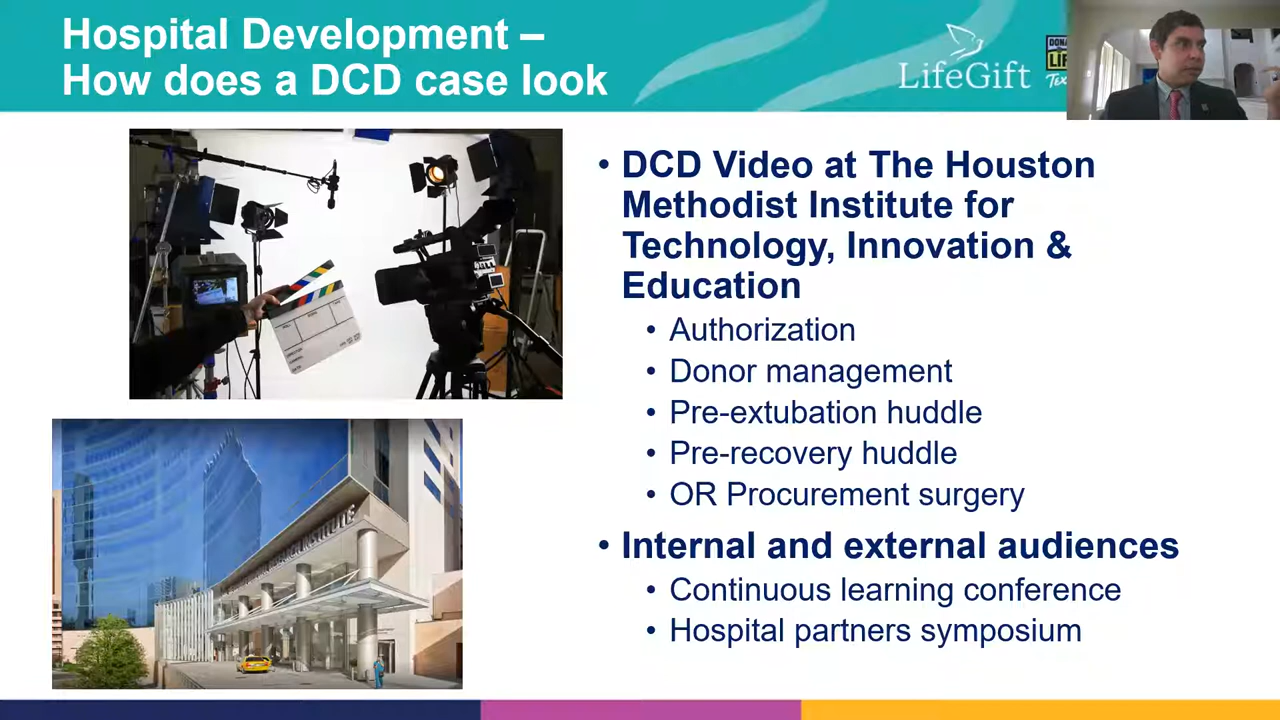 Hospital Development –
How does a DCD case look
LifeGift
• DCD Video at The Houston
Methodist Institute for
Technology, Innovation &
Education
• Authorization
• Donor management
• Pre-extubation huddle
• Pre-recovery huddle
• OR Procurement surgery
• Internal and external audiences
• Continuous learning conference
• Hospital partners symposium